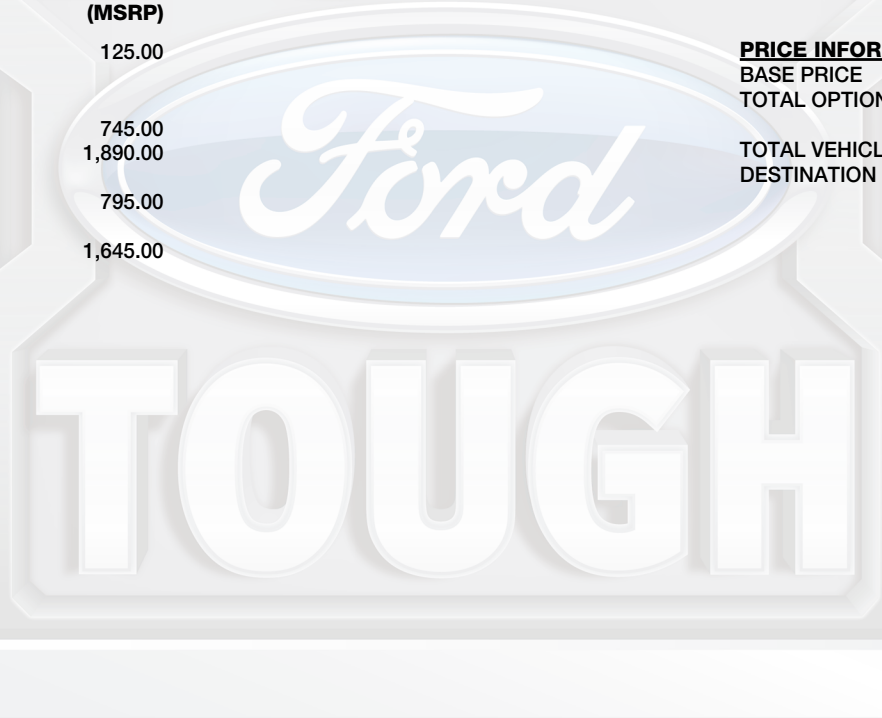 (MSRP)
125.00
745.00
1,890.00
795.00
1,645.00
PRICE INFOR
BASE PRICE
TOTAL OPTION
TOTAL VEHICL
DESTINATION
Ford
TOUGH